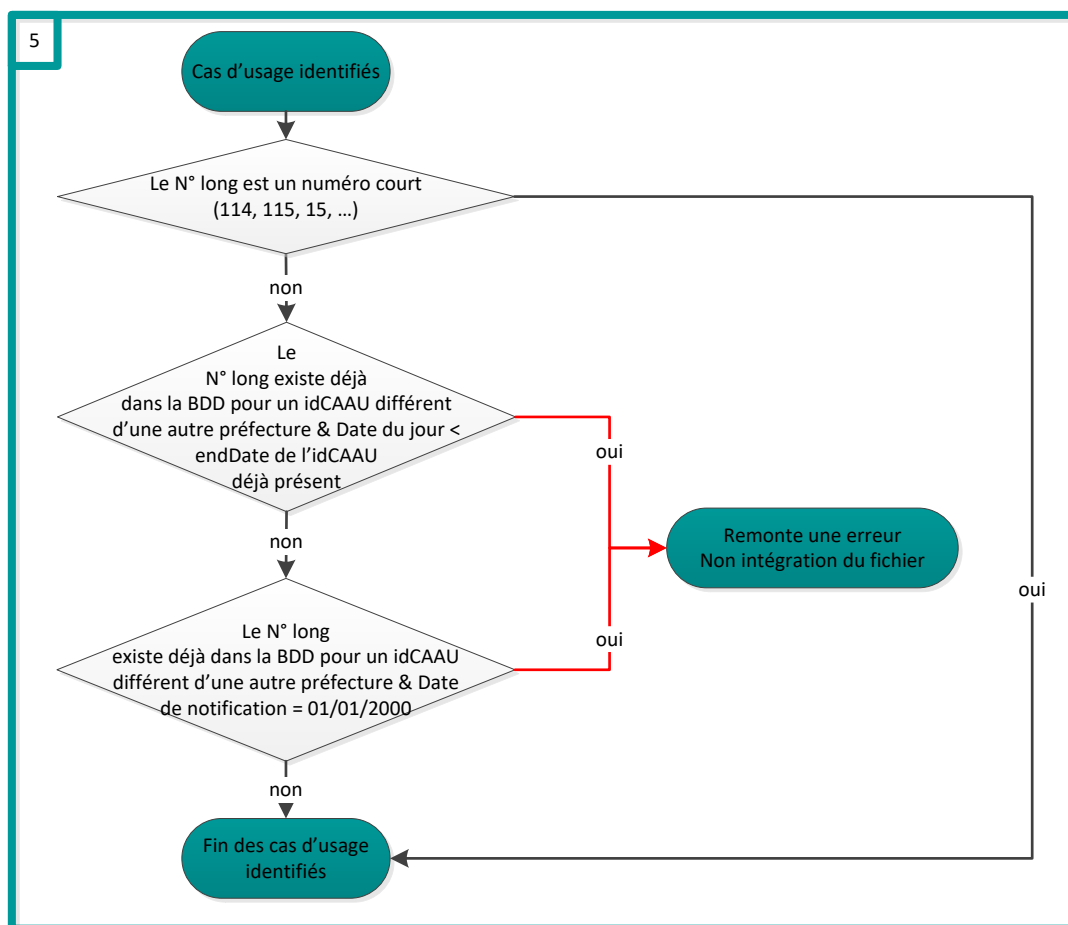 5
Cas d’usage identifiés
Le N° long est un numéro court
(114, 115, 15, …)
non
Le
N° long existe déjà
dans la BDD pour un idCAAU différent
d’une autre préfecture & Date du jour <
endDate de l’idCAAU
déjà présent
oui
non
Remonte une erreur
Non intégration du fichier
oui
Le N° long
existe déjà dans la BDD pour un idCAAU
différent d’une autre préfecture & Date
de notification = 01/01/2000
oui
non
Fin des cas d’usage
identifiés